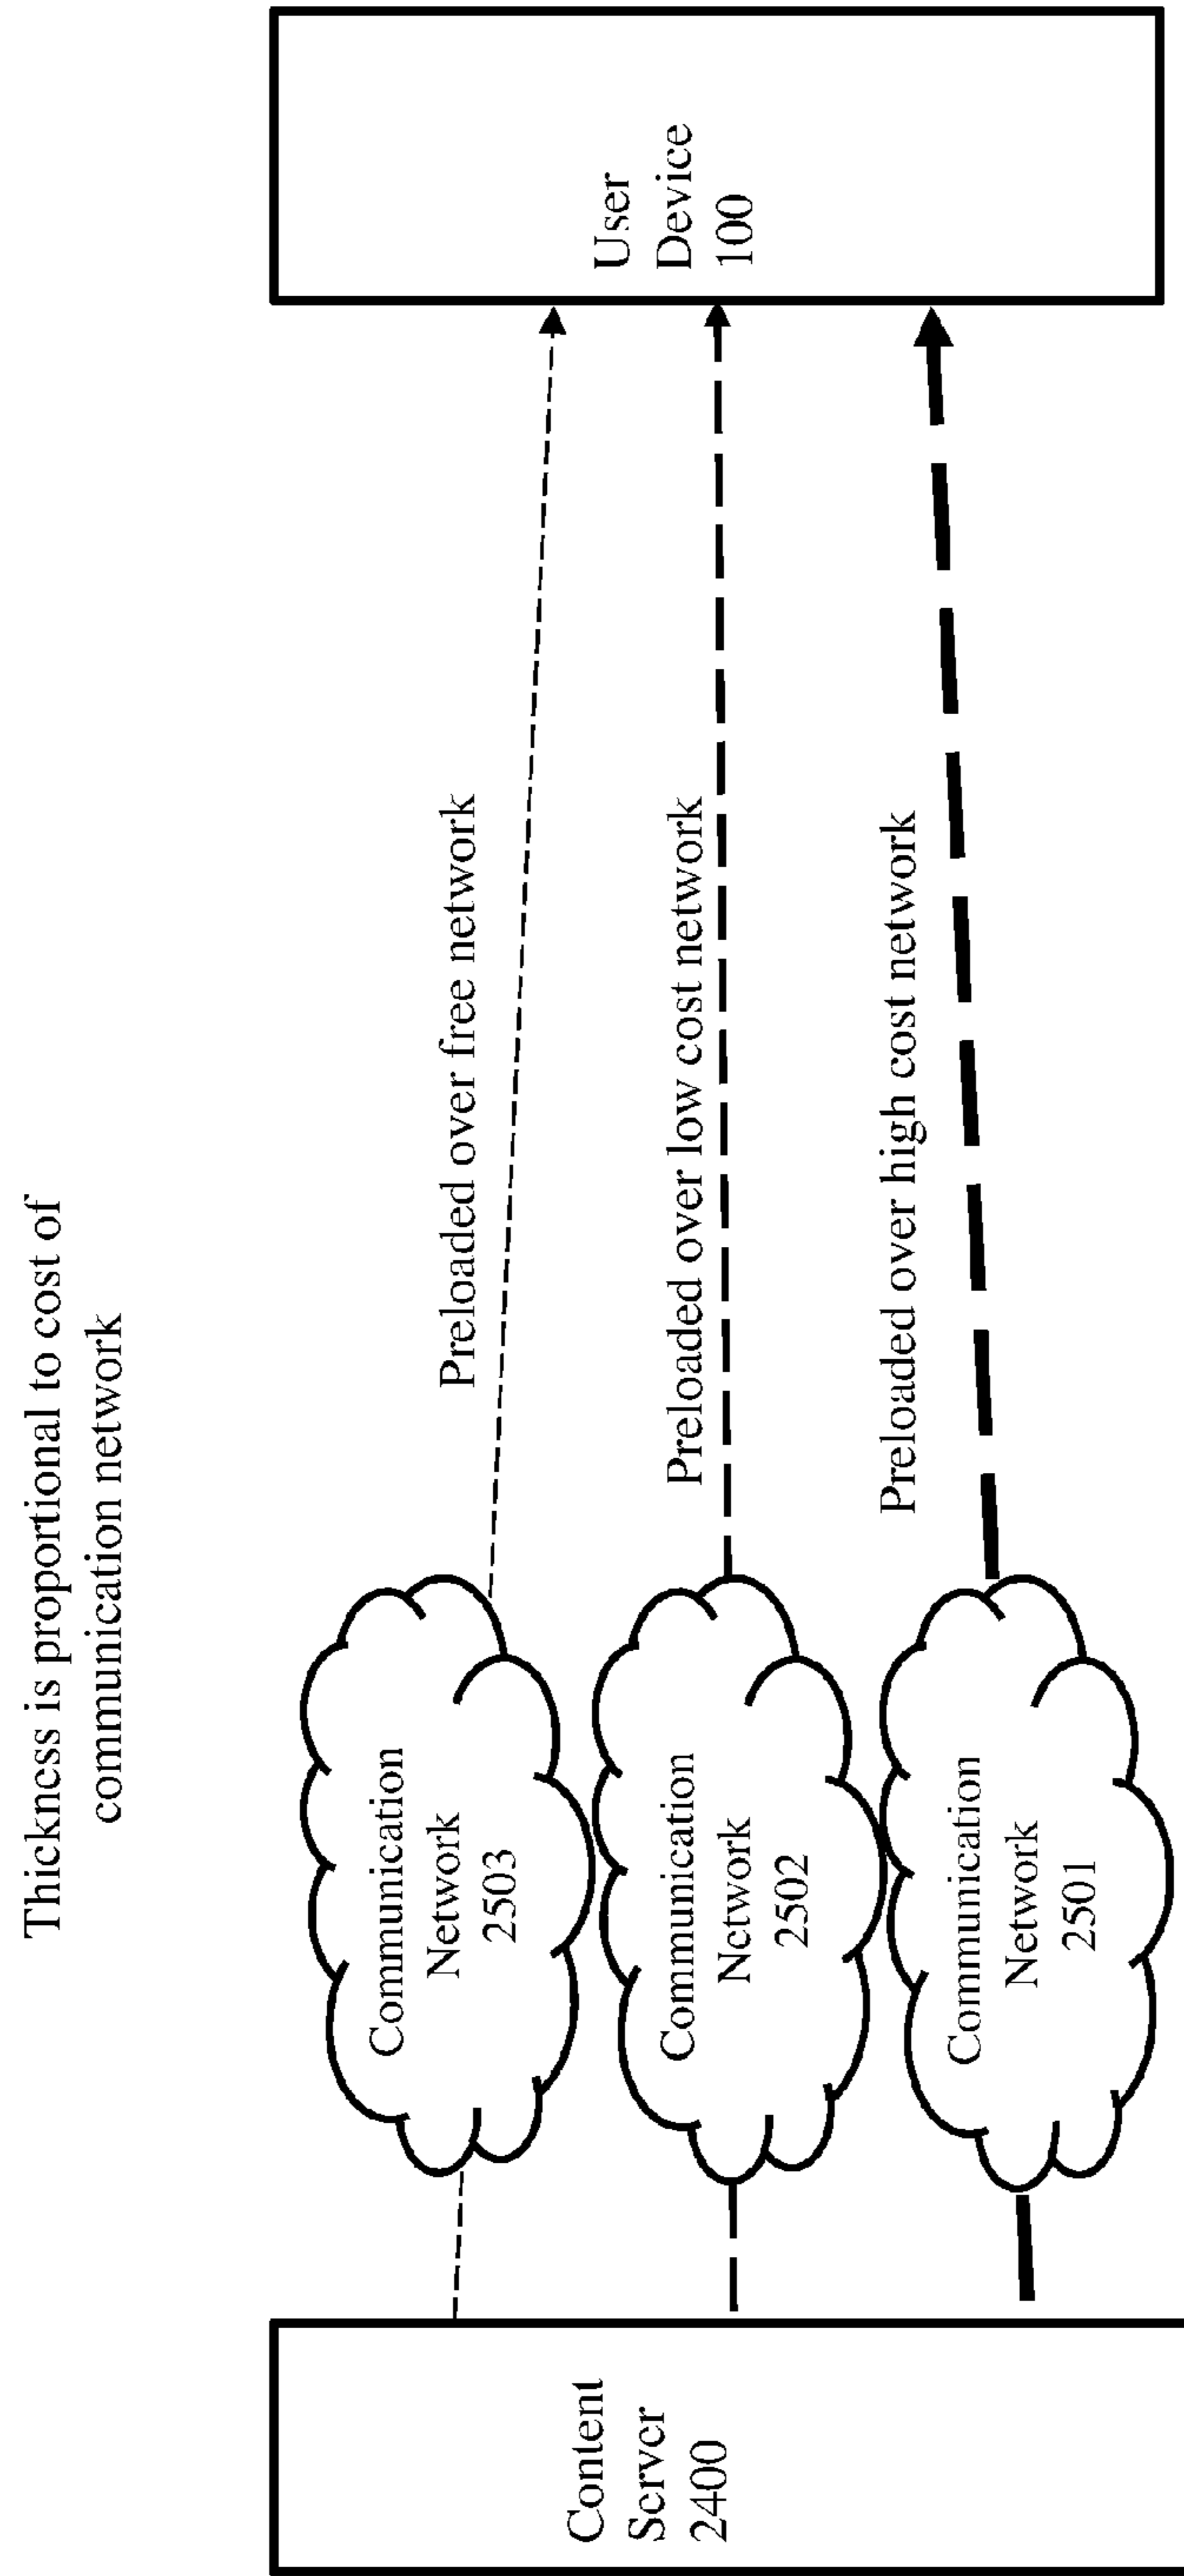 Thickness is proportional to cost of
communication network
Content
Server
2400
Communication
Network
2503
Communication
Network
2502
Communication
Network
2501
Preloaded over free network
Preloaded over low cost network
Preloaded over high cost network
User
Device
100